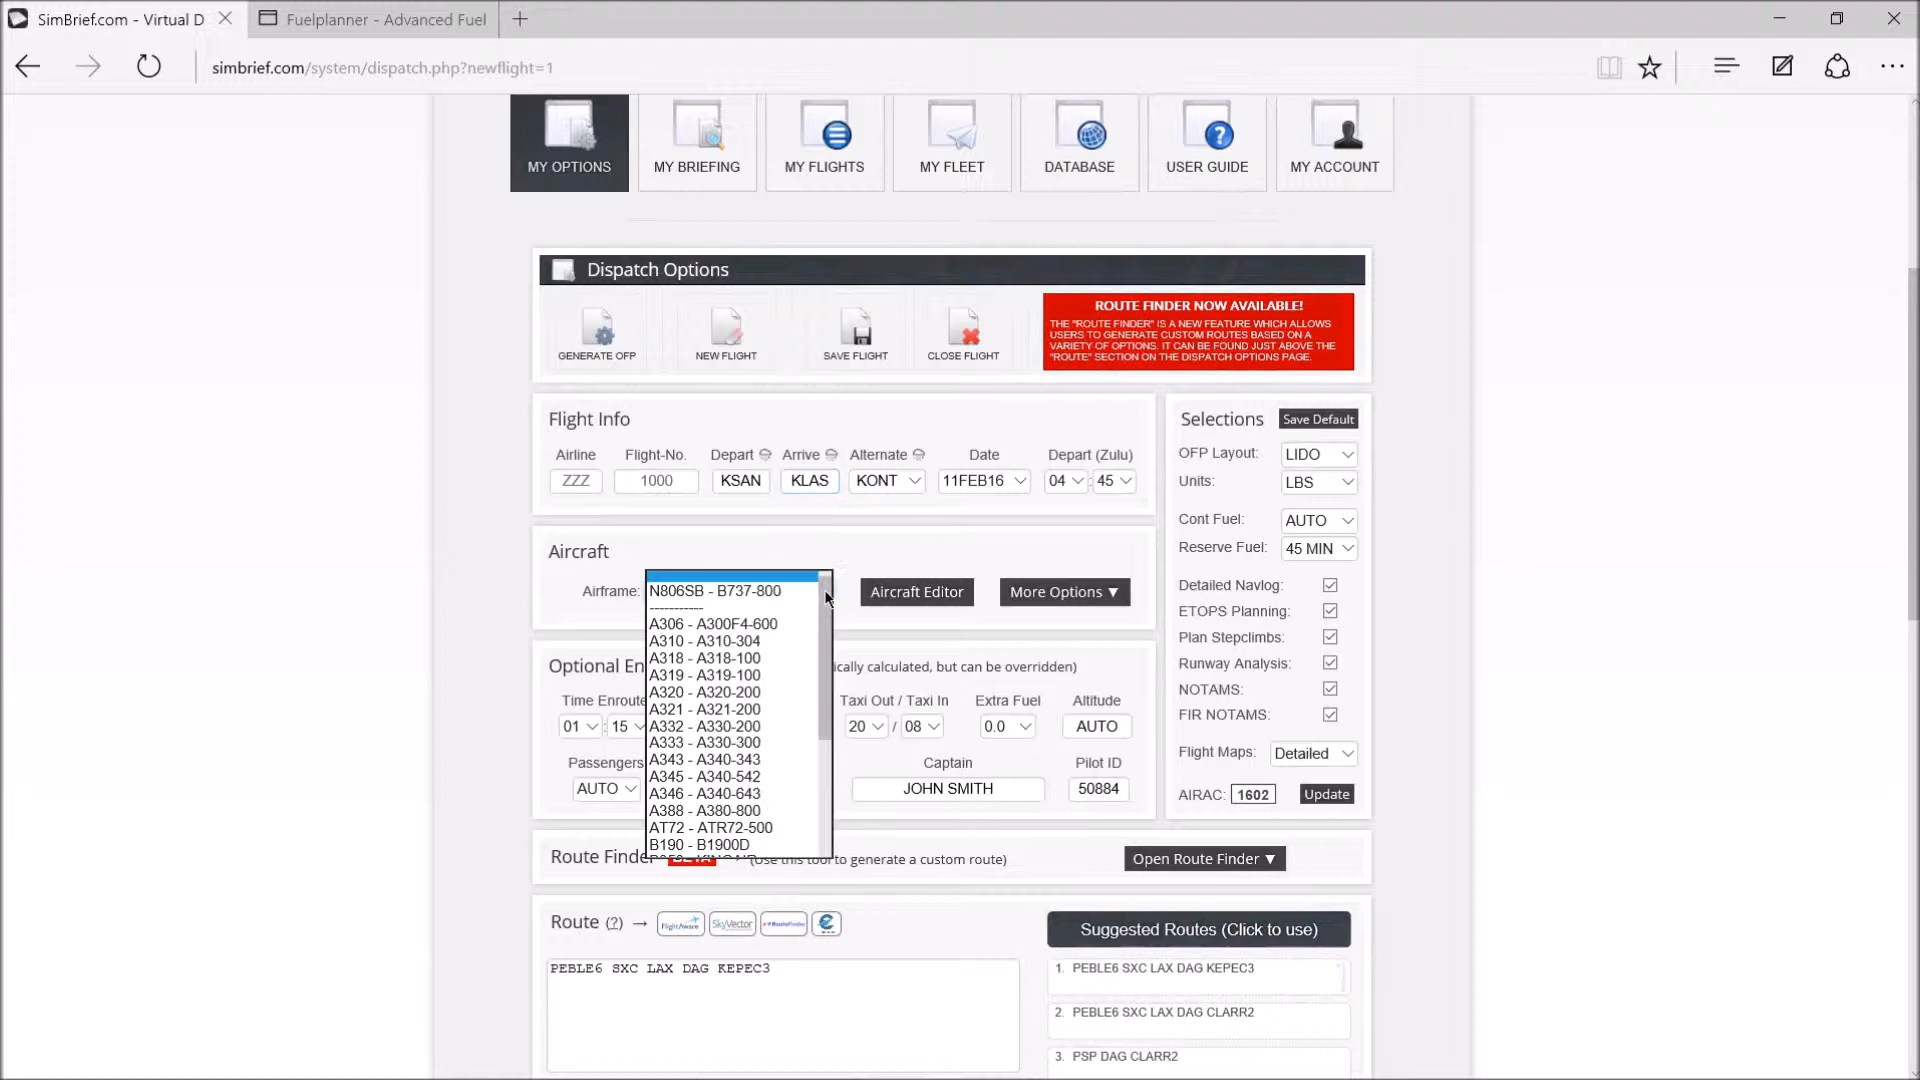 SimBrief.com - Virtual D
Fuelplanner - Advanced Fuel
simbrief.com/system/dispatch.php?newflight=1
MY OPTIONS
MY BRIEFING
MY FLIGHTS
MY FLEET
DATABASE
USER GUIDE
MY ACCOUNT
Dispatch Options
GENERATE OFP
NEW FLIGHT
SAVE FLIGHT
CLOSE FLIGHT
ROUTE FINDER NOW AVAILABLE!
THE "ROUTE FINDER" IS A NEW FEATURE WHICH ALLOWS
USERS TO GENERATE CUSTOM ROUTES BASED ON A
VARIETY OF OPTIONS. IT CAN BE FOUND JUST ABOVE THE
"ROUTE" SECTION ON THE DISPATCH OPTIONS PAGE.
Flight Info
Airline Flight-No. Depart Arrive Alternate Date Depart (Zulu)
ZZZ 1000 KSAN KLAS KONT 11FEB16 04 : 45
Selections Save Default
OFP Layout: LIDO
Units: LBS
Cont Fuel: AUTO
Reserve Fuel: 45 MIN
Detailed Navlog:
ETOPS Planning:
Plan Stepclimbs:
Runway Analysis:
NOTAMS:
FIR NOTAMS:
Flight Maps: Detailed
AIRAC: 1602 Update
Aircraft
Airframe:
N806SB - B737-800
-----------
A306 - A300F4-600
A310 - A310-304
A318 - A318-100
A319 - A319-100
A320 - A320-200
A321 - A321-200
A332 - A330-200
A333 - A330-300
A343 - A340-343
A345 - A340-542
A346 - A340-643
A388 - A380-800
AT72 - ATR72-500
B190 - B1900D
Aircraft Editor
More Options ▼
Optional En
ically calculated, but can be overridden)
Time Enroute Taxi Out / Taxi In Extra Fuel Altitude
01 : 15 20 / 08 0.0 AUTO
Passengers Captain Pilot ID
AUTO JOHN SMITH 50884
Route Finder (Use this tool to generate a custom route) Open Route Finder ▼
Route (?) → FlightAware SkyVector RouteFinder
PEBLE6 SXC LAX DAG KEPEC3
Suggested Routes (Click to use)
1. PEBLE6 SXC LAX DAG KEPEC3
2. PEBLE6 SXC LAX DAG CLARR2
3. PSP DAG CLARR2